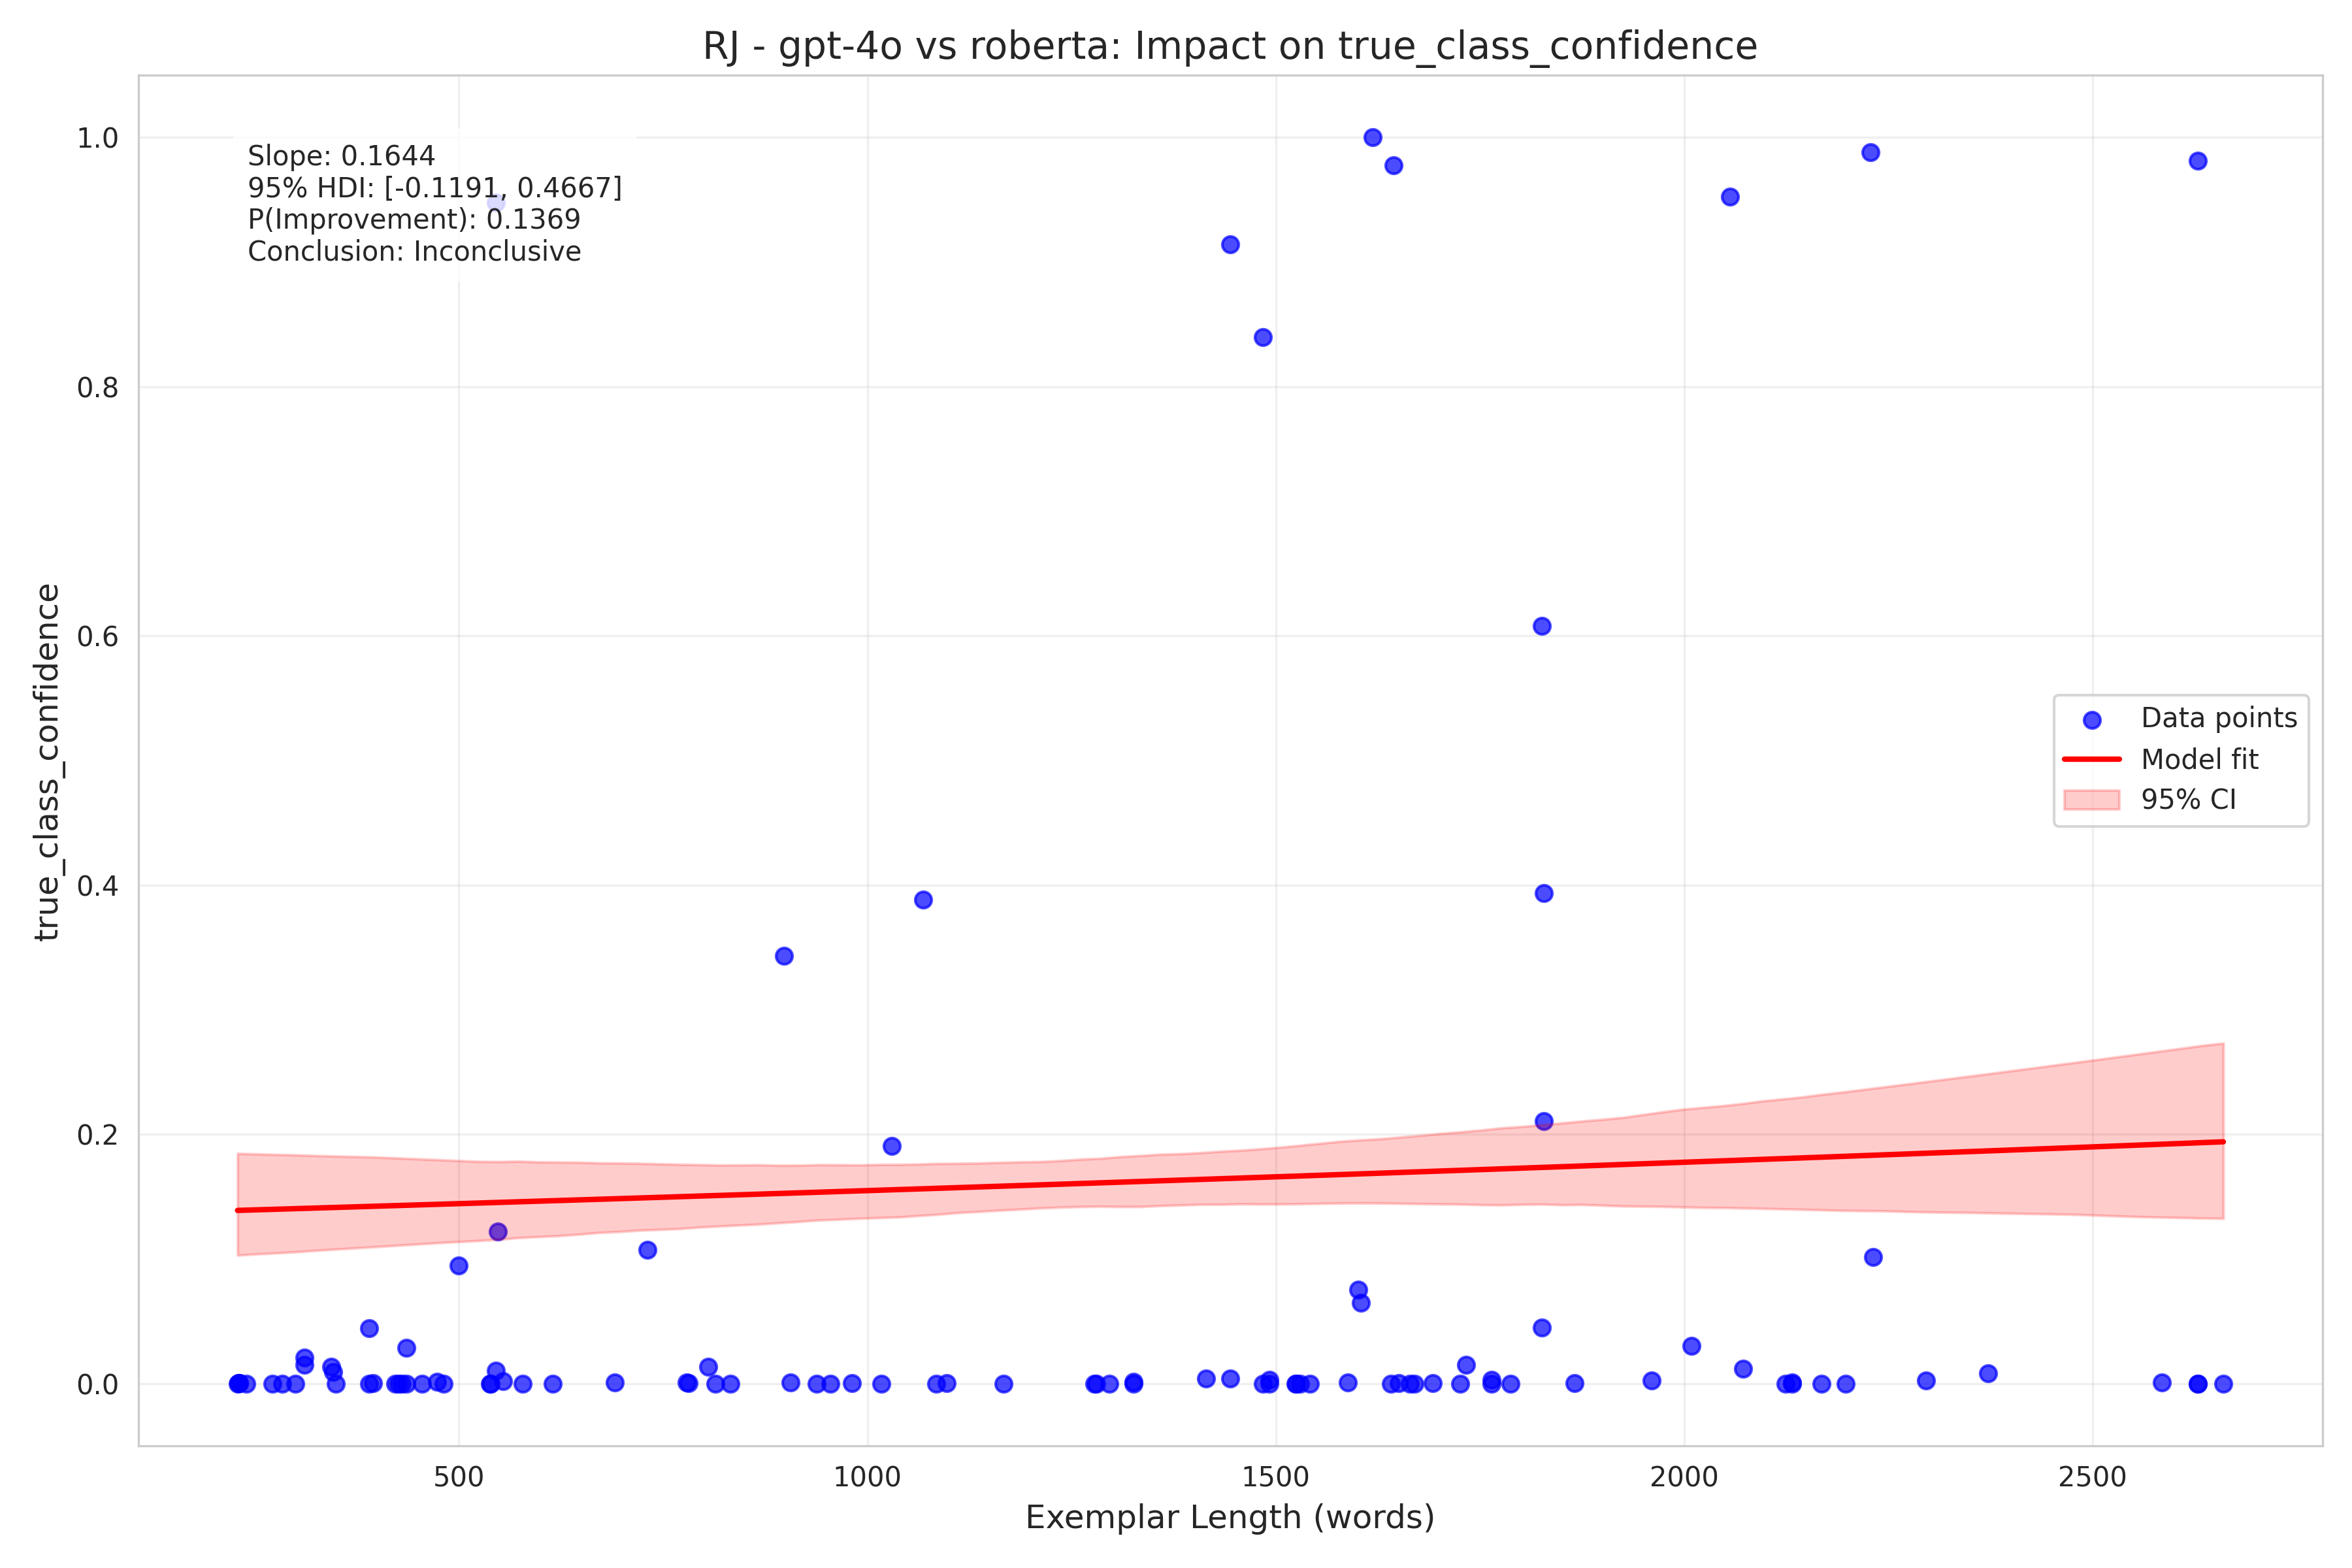 RJ - gpt-4o vs roberta: Impact on true_class_confidence
Slope: 0.1644
95% HDI: [-0.1191, 0.4667]
P(Improvement): 0.1369
Conclusion: Inconclusive
1.0
0.8
0.6
0.4
0.2
0.0
true_class_confidence
Data points
Model fit
95% CI
500
1000
1500
2000
2500
Exemplar Length (words)